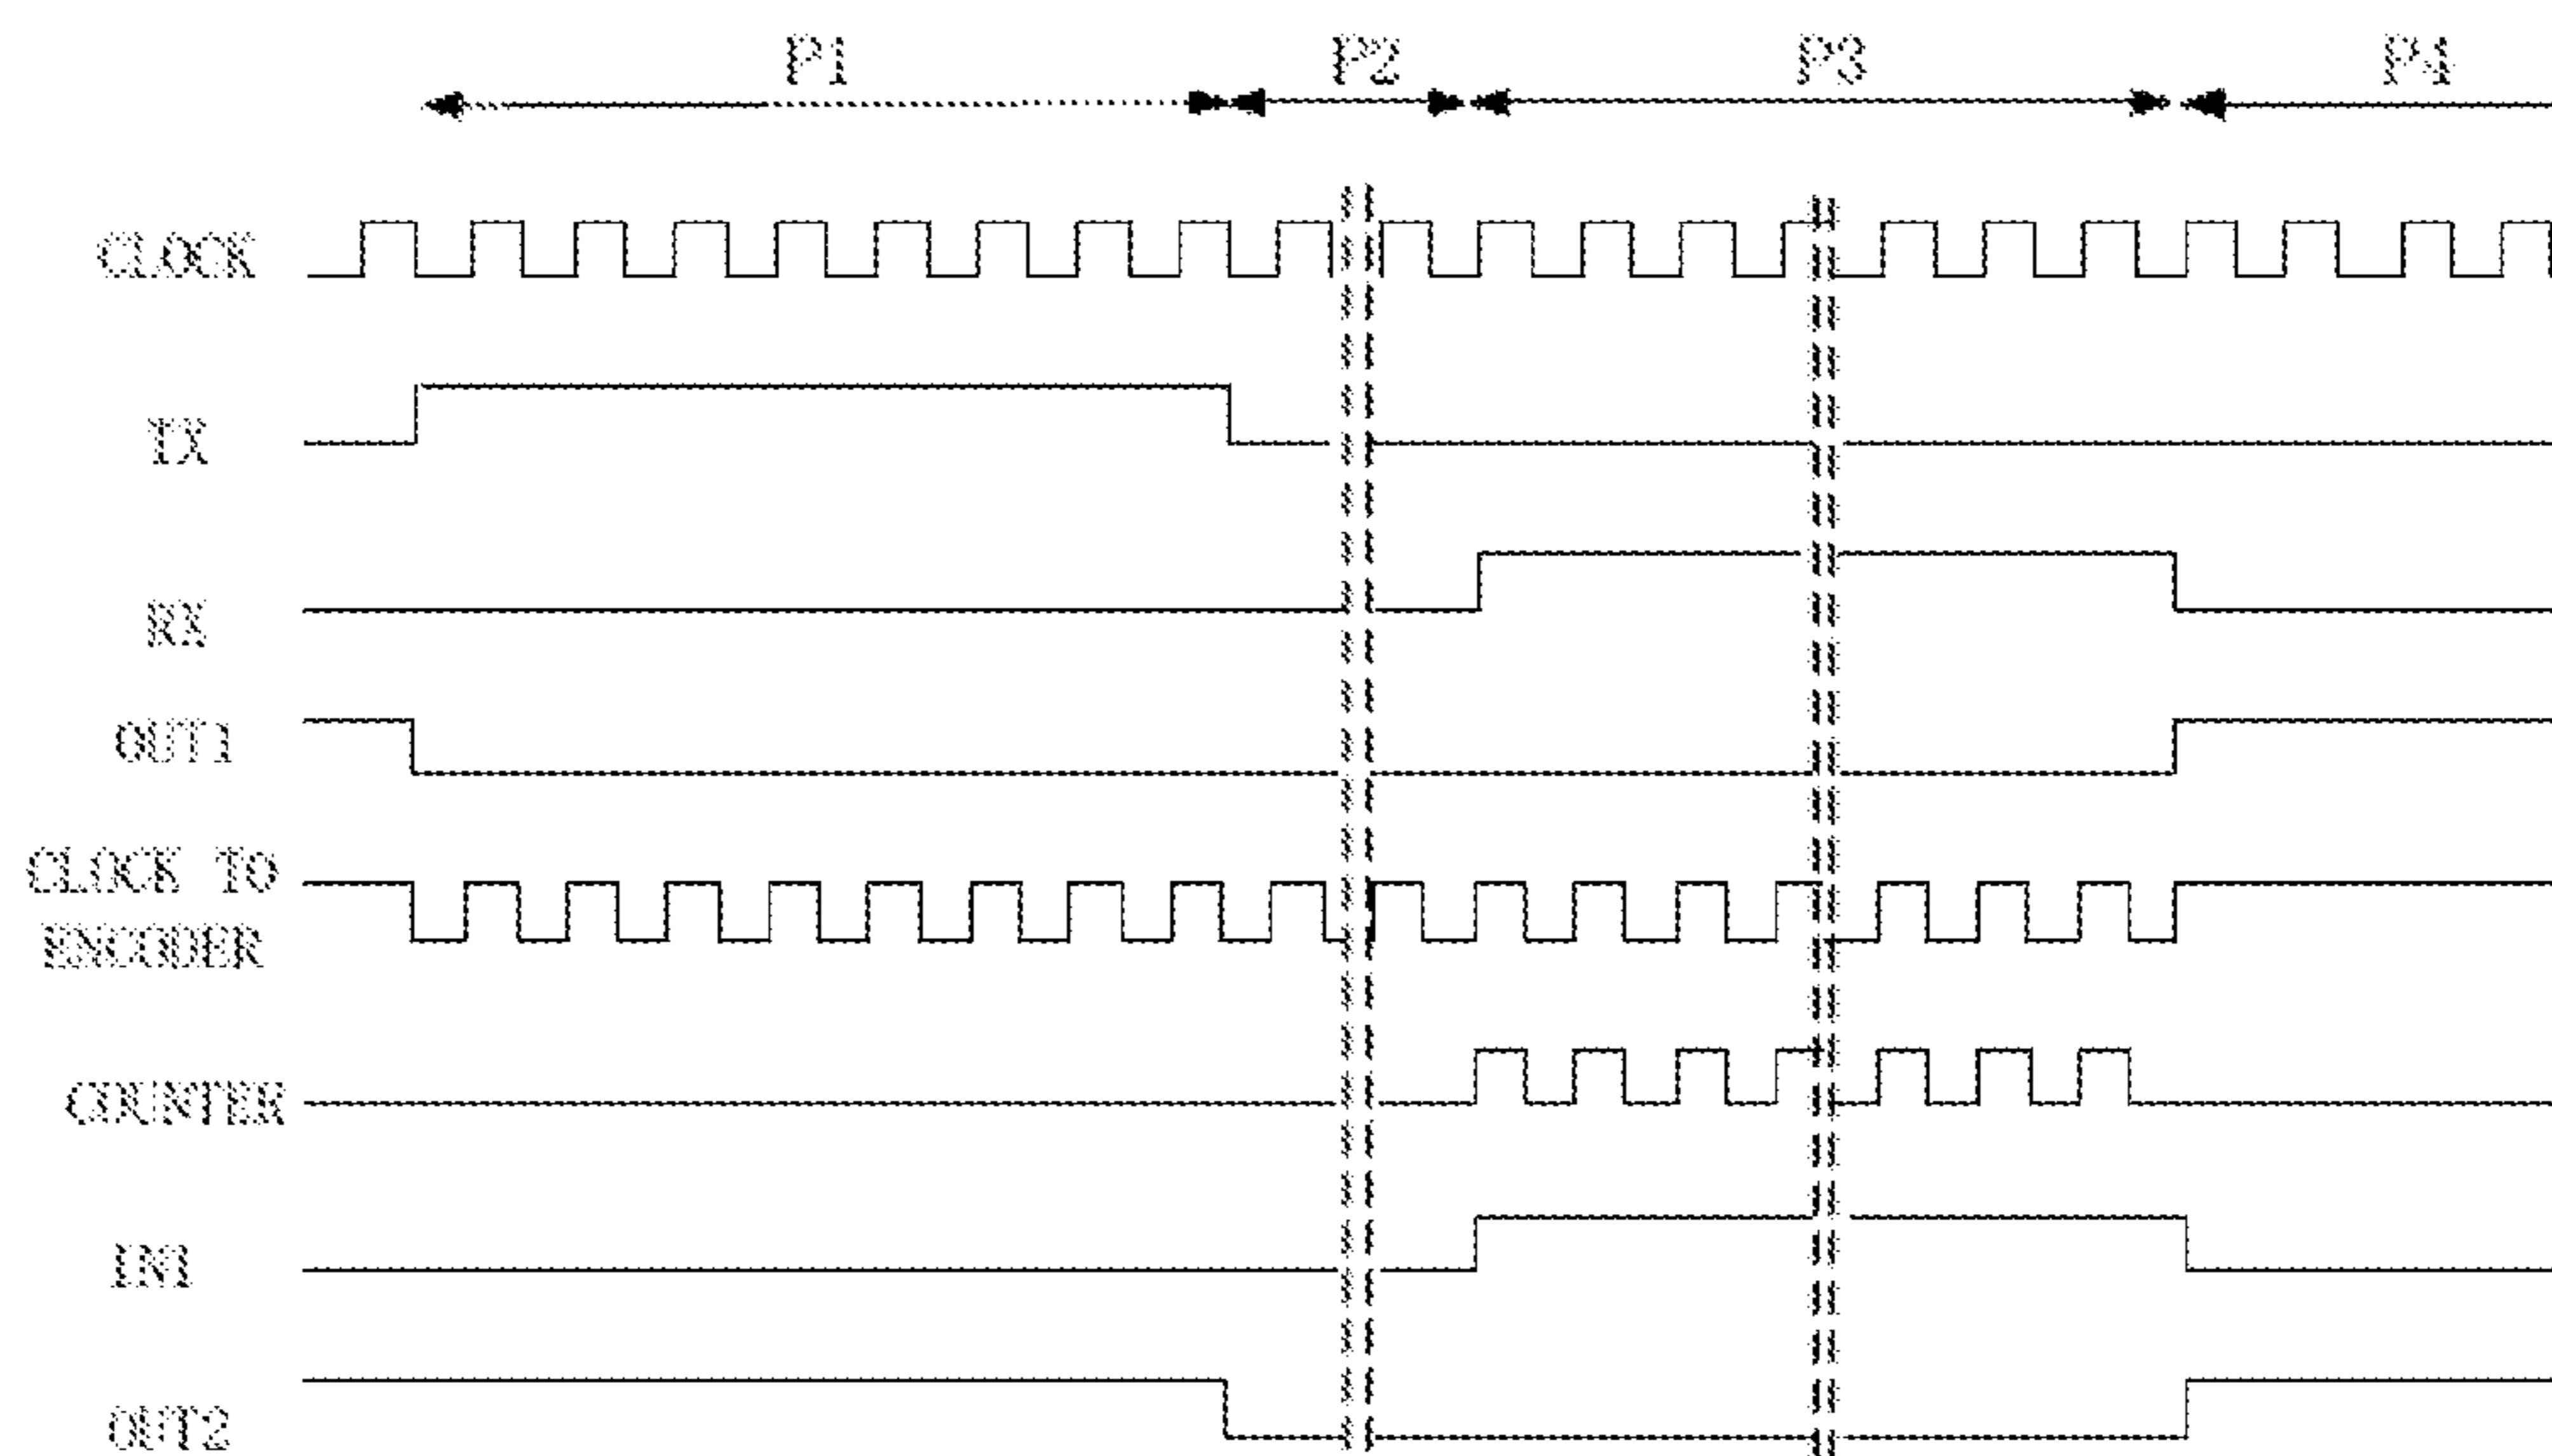 P1 P2 P3 P4
CLOCK
TX
RX
OUT1
CLOCK TO
ENCODER
COUNTER
IN1
OUT2